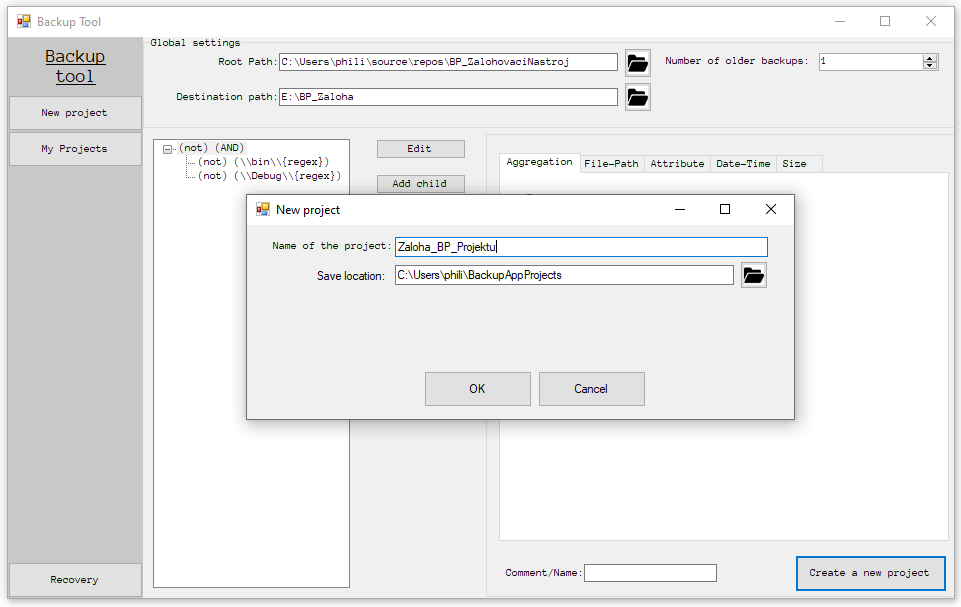 Backup Tool
Backup
tool
New project
My Projects
Recovery
Global settings
Root Path: C:\Users\phili\source\repos\BP_ZalohovaciNastroj
Number of older backups: 1
Destination path: E:\BP_Zaloha
(not) (AND)
(not) (\\bin\\{regex})
(not) (\\Debug\\{regex})
Edit
Add child
Aggregation File-Path Attribute Date-Time Size
New project
Name of the project: Zaloha_BP_Projektu
Save location: C:\Users\phili\BackupAppProjects
OK Cancel
Comment/Name:
Create a new project